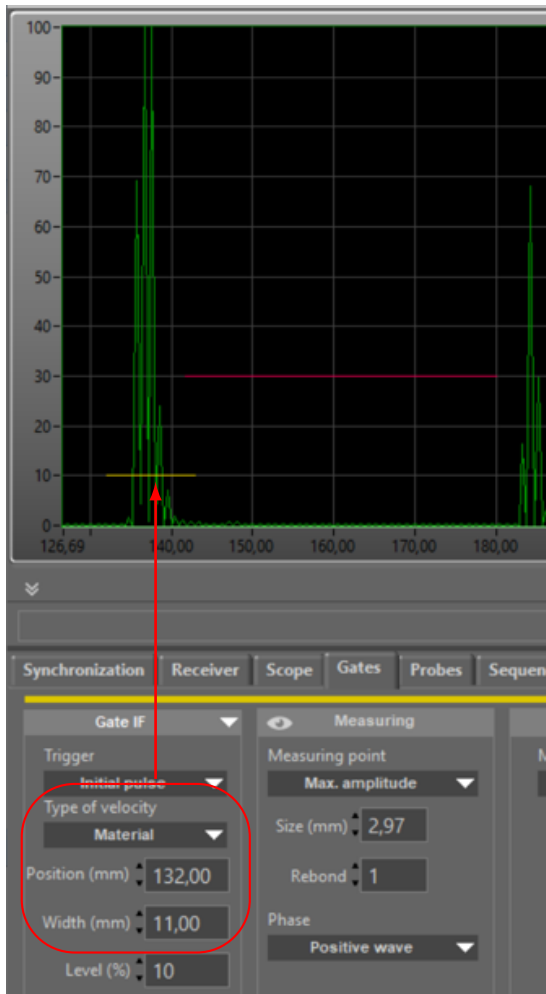 100
90
80
70
60
50
40
30
20
10
0
126,69 140,00 150,00 160,00 170,00 180,00
Synchronization Receiver Scope Gates Probes Sequen
Gate IF Measuring
Trigger Measuring point M
Initial pulse Max. amplitude
Type of velocity
Material Size (mm) 2,97
Position (mm) 132,00 Rebond 1
Width (mm) 11,00 Phase
Positive wave
Level (%) 10